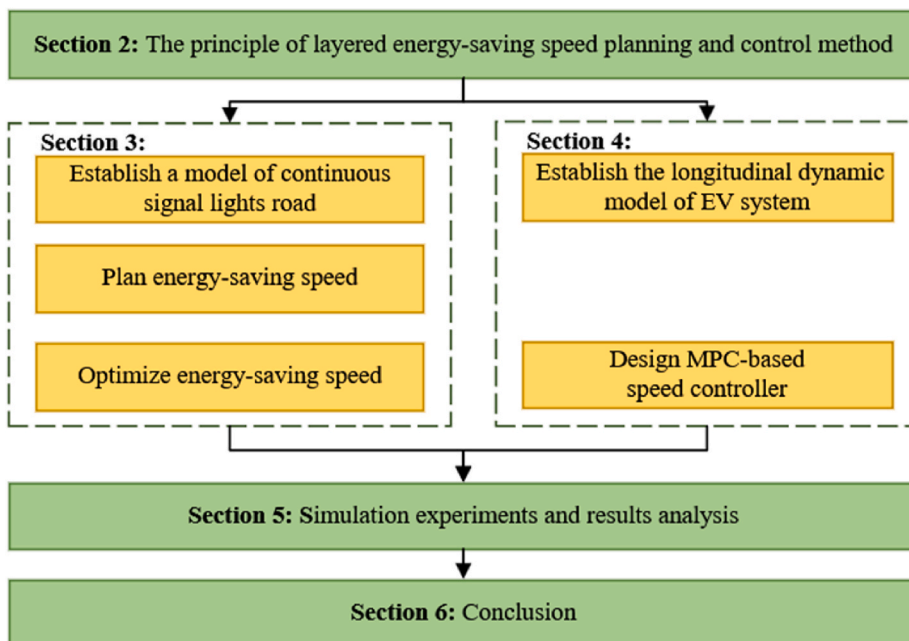 Section 2: The principle of layered energy-saving speed planning and control method
Section 3:
Establish a model of continuous
signal lights road
Plan energy-saving speed
Optimize energy-saving speed
Section 4:
Establish the longitudinal dynamic
model of EV system
Design MPC-based
speed controller
Section 5: Simulation experiments and results analysis
Section 6: Conclusion